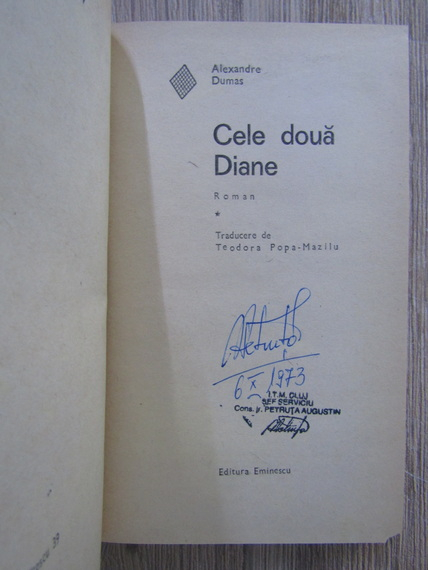 Alexandre
Dumas
Cele două
Diane
Roman
*
Traducere de
Teodora Popa-Mazilu
6 X 1973
I.T.M. CLUJ
ȘEF SERVICIU
Cons. jr. PETRUȚA AUGUSTIN
Editura Eminescu